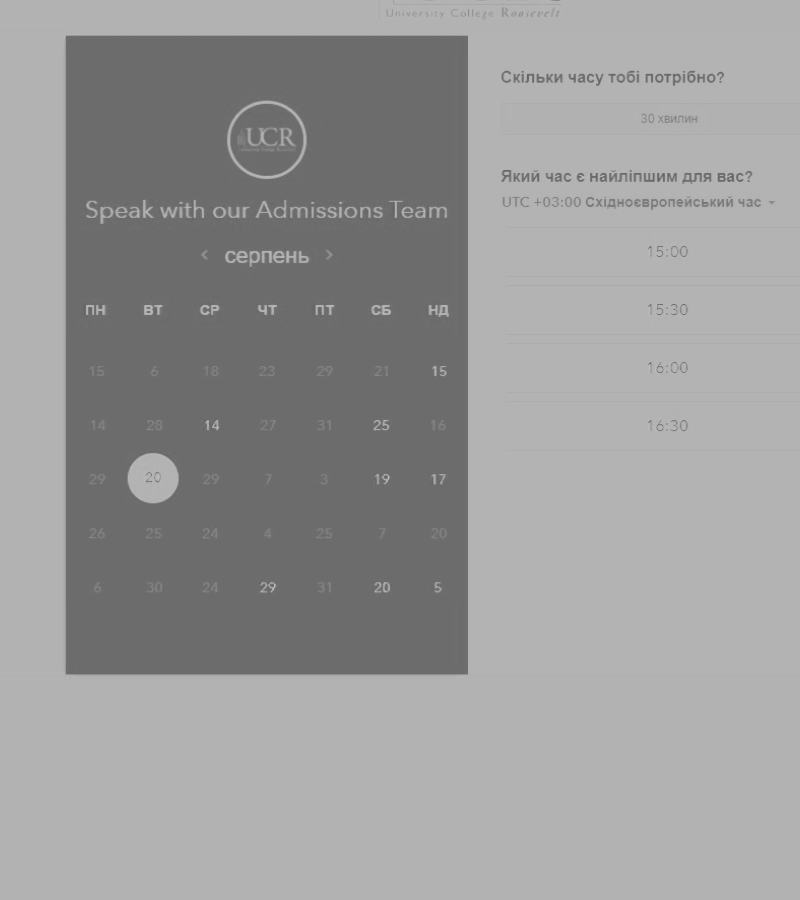 University College Roosevelt
UCR
Speak with our Admissions Team
серпень
ПН ВТ СР ЧТ ПТ СБ НД
15 6 18 23 29 21 15
14 28 14 27 31 25 16
29 20 29 7 3 19 17
26 25 24 4 25 7 20
6 30 24 29 31 20 5
Скільки часу тобі потрібно?
30 хвилин
Який час є найліпшим для вас?
UTC +03:00 Східноєвропейський час
15:00
15:30
16:00
16:30